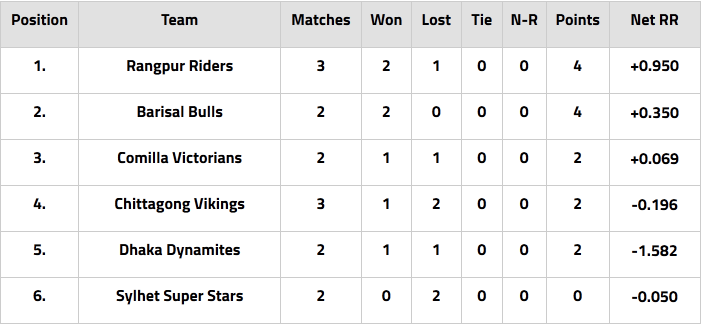 Position Team Matches Won Lost Tie N-R Points Net RR
1. Rangpur Riders 3 2 1 0 0 4 +0.950
2. Barisal Bulls 2 2 0 0 0 4 +0.350
3. Comilla Victorians 2 1 1 0 0 2 +0.069
4. Chittagong Vikings 3 1 2 0 0 2 -0.196
5. Dhaka Dynamites 2 1 1 0 0 2 -1.582
6. Sylhet Super Stars 2 0 2 0 0 0 -0.050